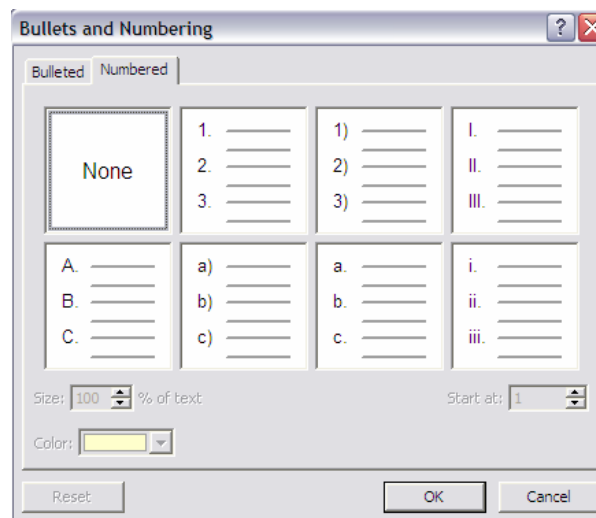 Bullets and Numbering
Bulleted Numbered
None
1.
2.
3.
1)
2)
3)
I.
II.
III.
A.
B.
C.
a)
b)
c)
a.
b.
c.
i.
ii.
iii.
Size: 100 % of text Start at: 1
Color:
Reset OK Cancel